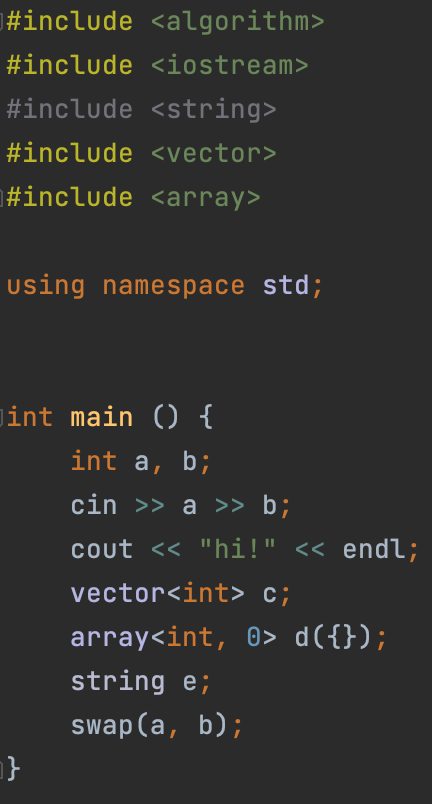 #include <algorithm>
#include <iostream>
#include <string>
#include <vector>
#include <array>
using namespace std;
int main () {
int a, b;
cin >> a >> b;
cout << "hi!" << endl;
vector<int> c;
array<int, 0> d({});
string e;
swap(a, b);
}